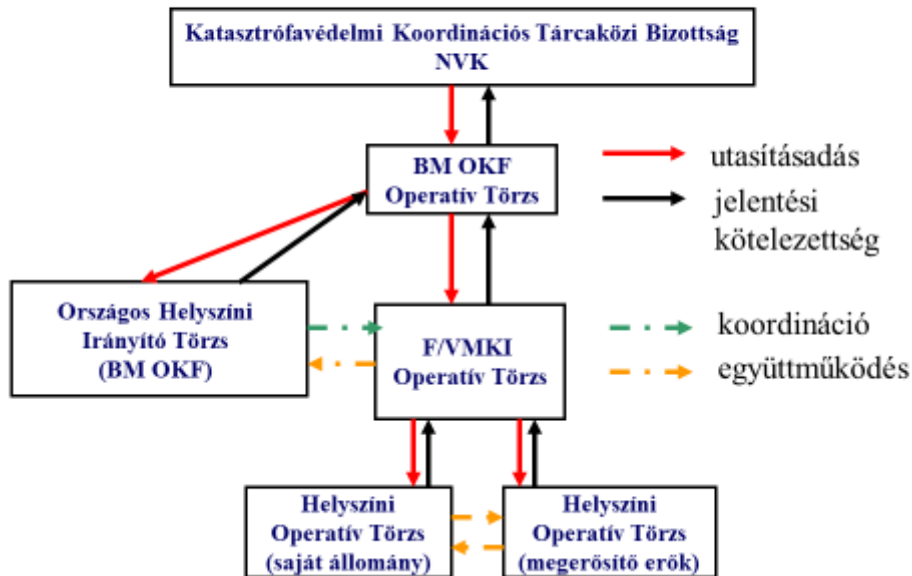 Katasztrófavédelmi Koordinációs Tárcaközi Bizottság
NVK
BM OKF
Operatív Törzs
utasításadás
jelentési
kötelezettség
Országos Helyszíni
Irányító Törzs
(BM OKF)
F/VMKI
Operatív Törzs
koordináció
együttműködés
Helyszíni
Operatív Törzs
(saját állomány)
Helyszíni
Operatív Törzs
(megerősítő erők)